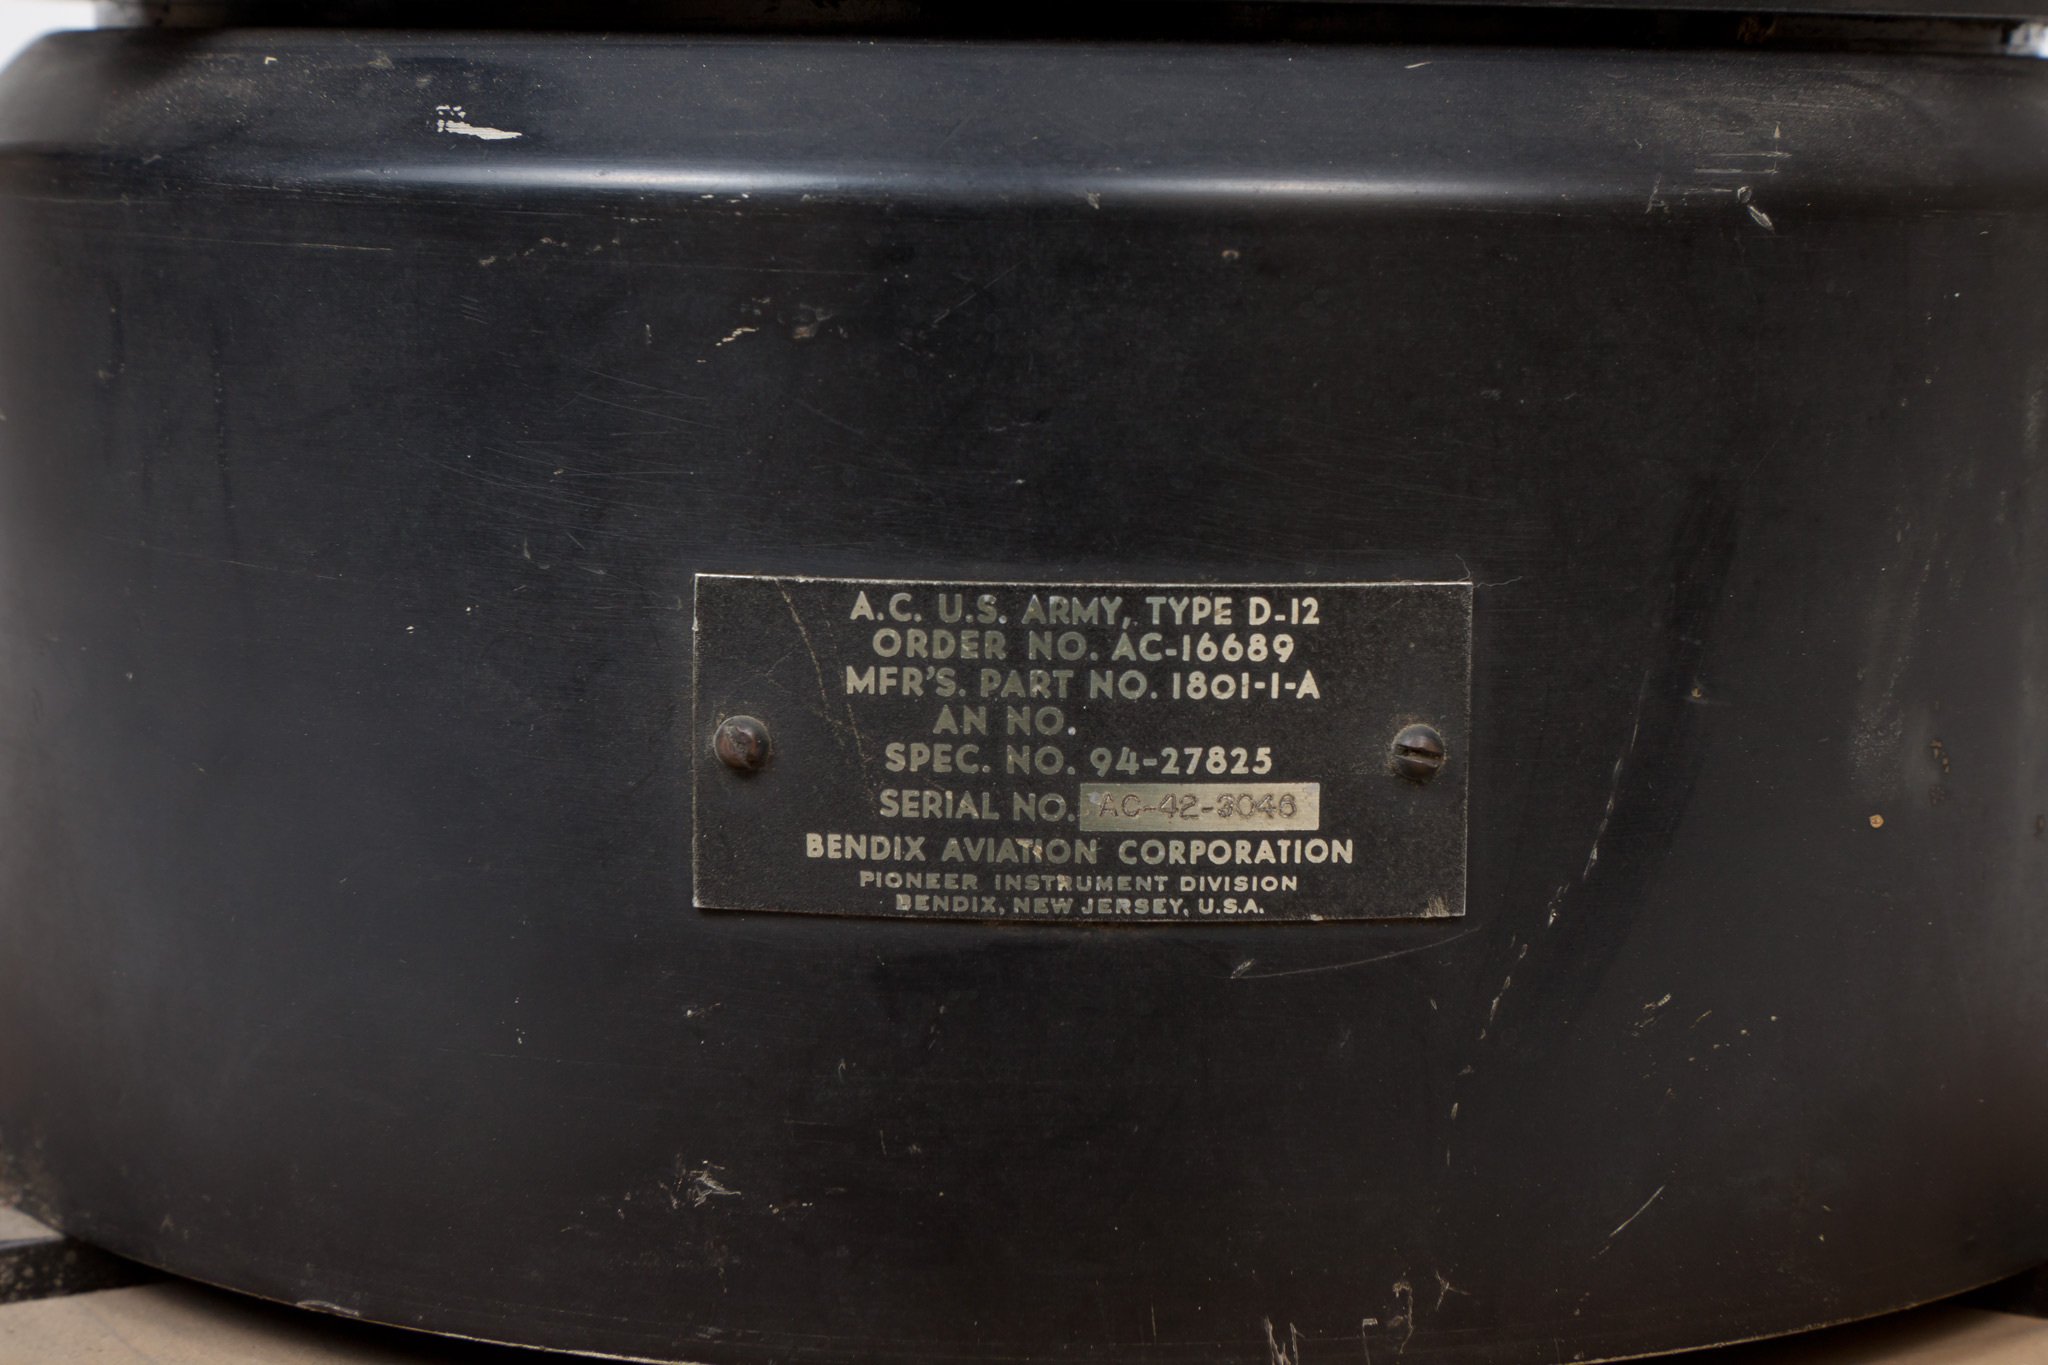 A.C. U.S. ARMY, TYPE D-12
ORDER NO. AC-16689
MFR'S. PART NO. 1801-1-A
AN NO.
SPEC. NO. 94-27825
SERIAL NO. AC-42-3046
BENDIX AVIATION CORPORATION
PIONEER INSTRUMENT DIVISION
BENDIX, NEW JERSEY, U.S.A.